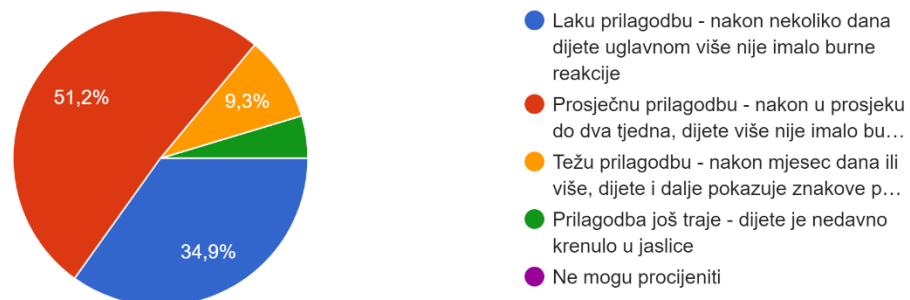 51,2%
9,3%
34,9%
Laku prilagodbu - nakon nekoliko dana
dijete uglavnom više nije imalo burne
reakcije
Prosječnu prilagodbu - nakon u prosjeku
do dva tjedna, dijete više nije imalo bu…
Težu prilagodbu - nakon mjesec dana ili
više, dijete i dalje pokazuje znakove p…
Prilagodba još traje - dijete je nedavno
krenulo u jaslice
Ne mogu procijeniti